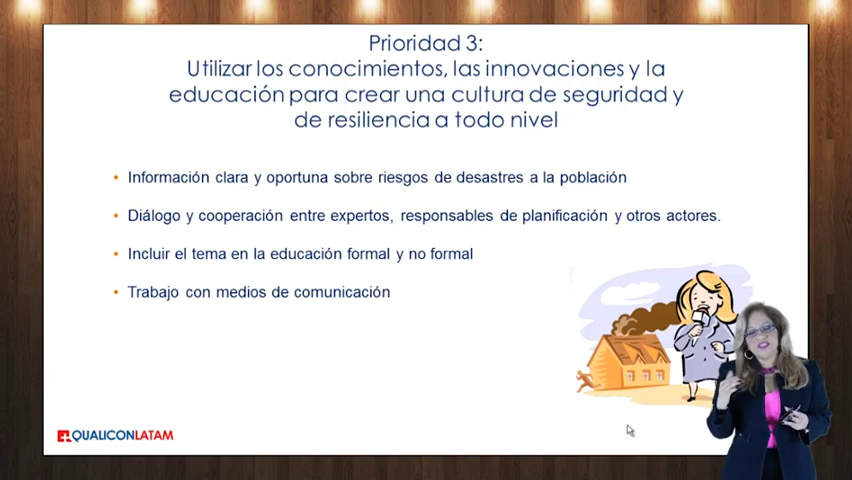 Prioridad 3:
Utilizar los conocimientos, las innovaciones y la
educación para crear una cultura de seguridad y
de resiliencia a todo nivel
• Información clara y oportuna sobre riesgos de desastres a la población
• Diálogo y cooperación entre expertos, responsables de planificación y otros actores.
• Incluir el tema en la educación formal y no formal
• Trabajo con medios de comunicación
QUALICONLATAM